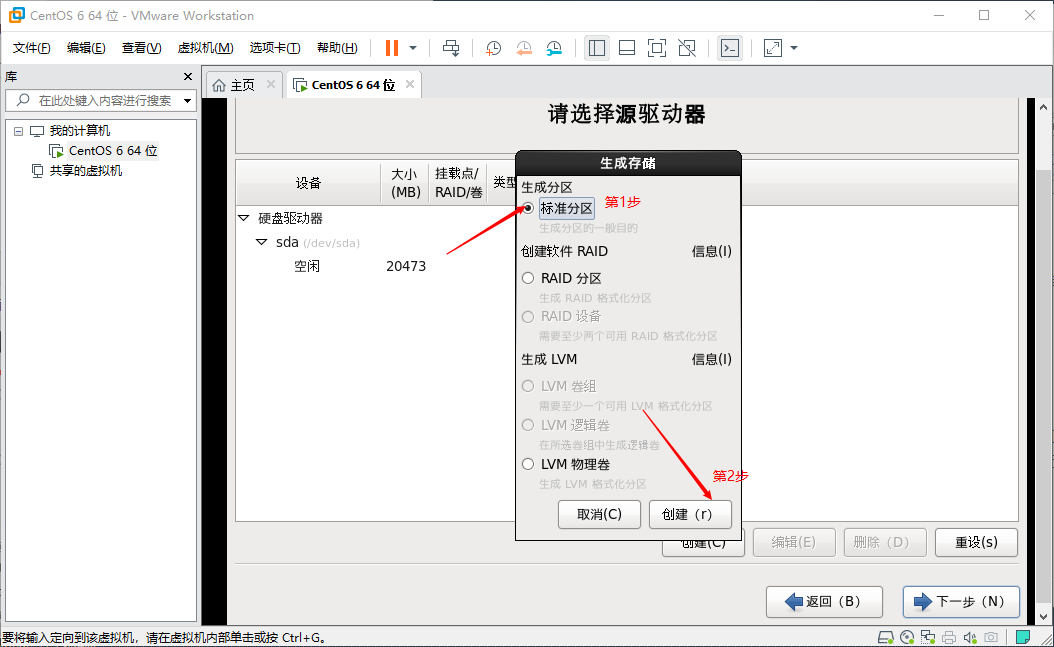 CentOS 6 64 位 - VMware Workstation
文件(F) 编辑(E) 查看(V) 虚拟机(M) 选项卡(T) 帮助(H)
库
在此处键入内容进行搜索
我的计算机
CentOS 6 64 位
共享的虚拟机
主页
CentOS 6 64 位
请选择源驱动器
设备
大小
(MB)
挂载点/
RAID/卷
类型
硬盘驱动器
sda (/dev/sda)
空闲 20473
生成存储
生成分区
标准分区 第1步
生成分区的一般目的
创建软件 RAID 信息(I)
RAID 分区
生成 RAID 格式化分区
RAID 设备
需要至少两个可用 RAID 格式化分区
生成 LVM 信息(I)
LVM 卷组
需要至少一个可用 LVM 格式化分区
LVM 逻辑卷
在所选卷组中生成逻辑卷
LVM 物理卷
第2步
生成 LVM 格式化分区
取消(C) 创建（r）
创建(C) 编辑(E) 删除（D） 重设(s)
返回（B） 下一步（N）
要将输入定向到该虚拟机，请在虚拟机内部单击或按 Ctrl+G。